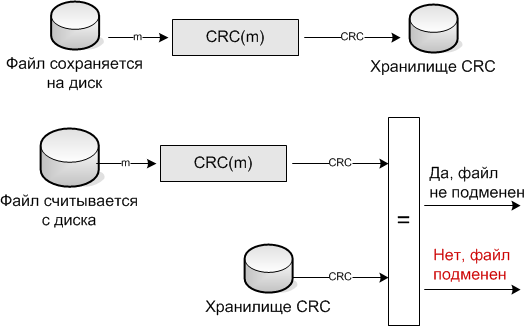 m
CRC(m)
CRC
Файл сохраняется
на диск
Хранилище CRC
m
CRC(m)
CRC
Файл считывается
с диска
=
Да, файл
не подменен
Нет, файл
подменен
CRC
Хранилище CRC